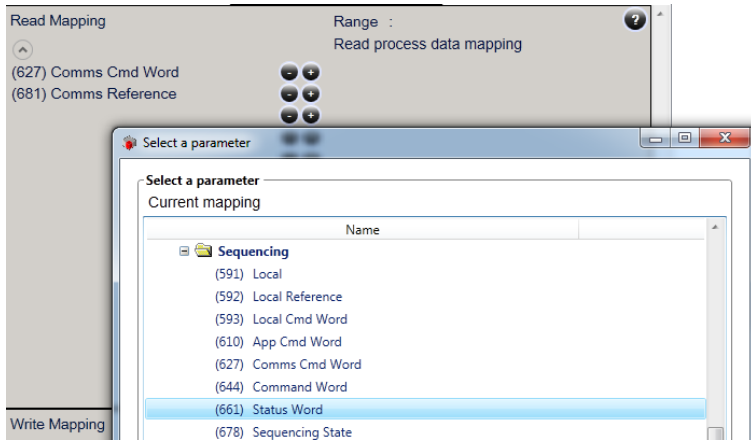 Read Mapping
Range :
?
Read process data mapping
(627) Comms Cmd Word
- +
(681) Comms Reference
- +
- +
Select a parameter
Select a parameter
Current mapping
Name
Sequencing
(591) Local
(592) Local Reference
(593) Local Cmd Word
(610) App Cmd Word
(627) Comms Cmd Word
(644) Command Word
(661) Status Word
(678) Sequencing State
Write Mapping